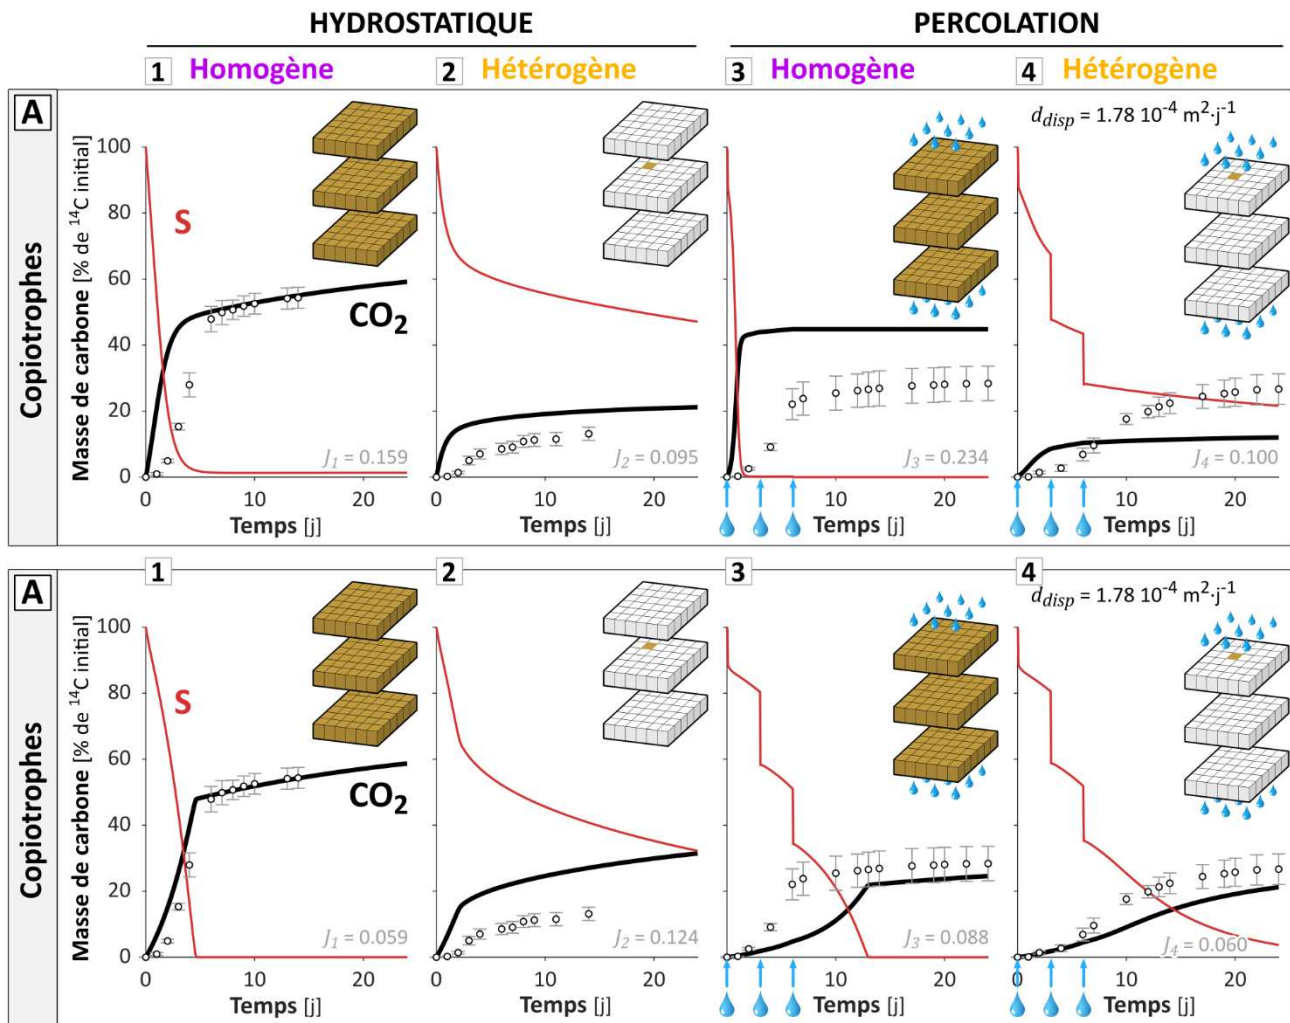 HYDROSTATIQUE PERCOLATION
1 Homogène 2 Hétérogène 3 Homogène 4 Hétérogène
A
Copiotrophes
Masse de carbone [% de ¹⁴C initial]
d_disp = 1.78 10⁻⁴ m²·j⁻¹
100
80
60
40
20
0
S
CO₂
J₁ = 0.159 J₂ = 0.095 J₃ = 0.234 J₄ = 0.100
0 10 20 0 10 20 0 10 20 0 10 20
Temps [j] Temps [j] Temps [j] Temps [j]
A
1 2 3 4
Copiotrophes
Masse de carbone [% de ¹⁴C initial]
d_disp = 1.78 10⁻⁴ m²·j⁻¹
100
80
60
40
20
0
S
CO₂
J₁ = 0.059 J₂ = 0.124 J₃ = 0.088 J₄ = 0.060
0 10 20 0 10 20 0 10 20 0 10 20
Temps [j] Temps [j] Temps [j] Temps [j]